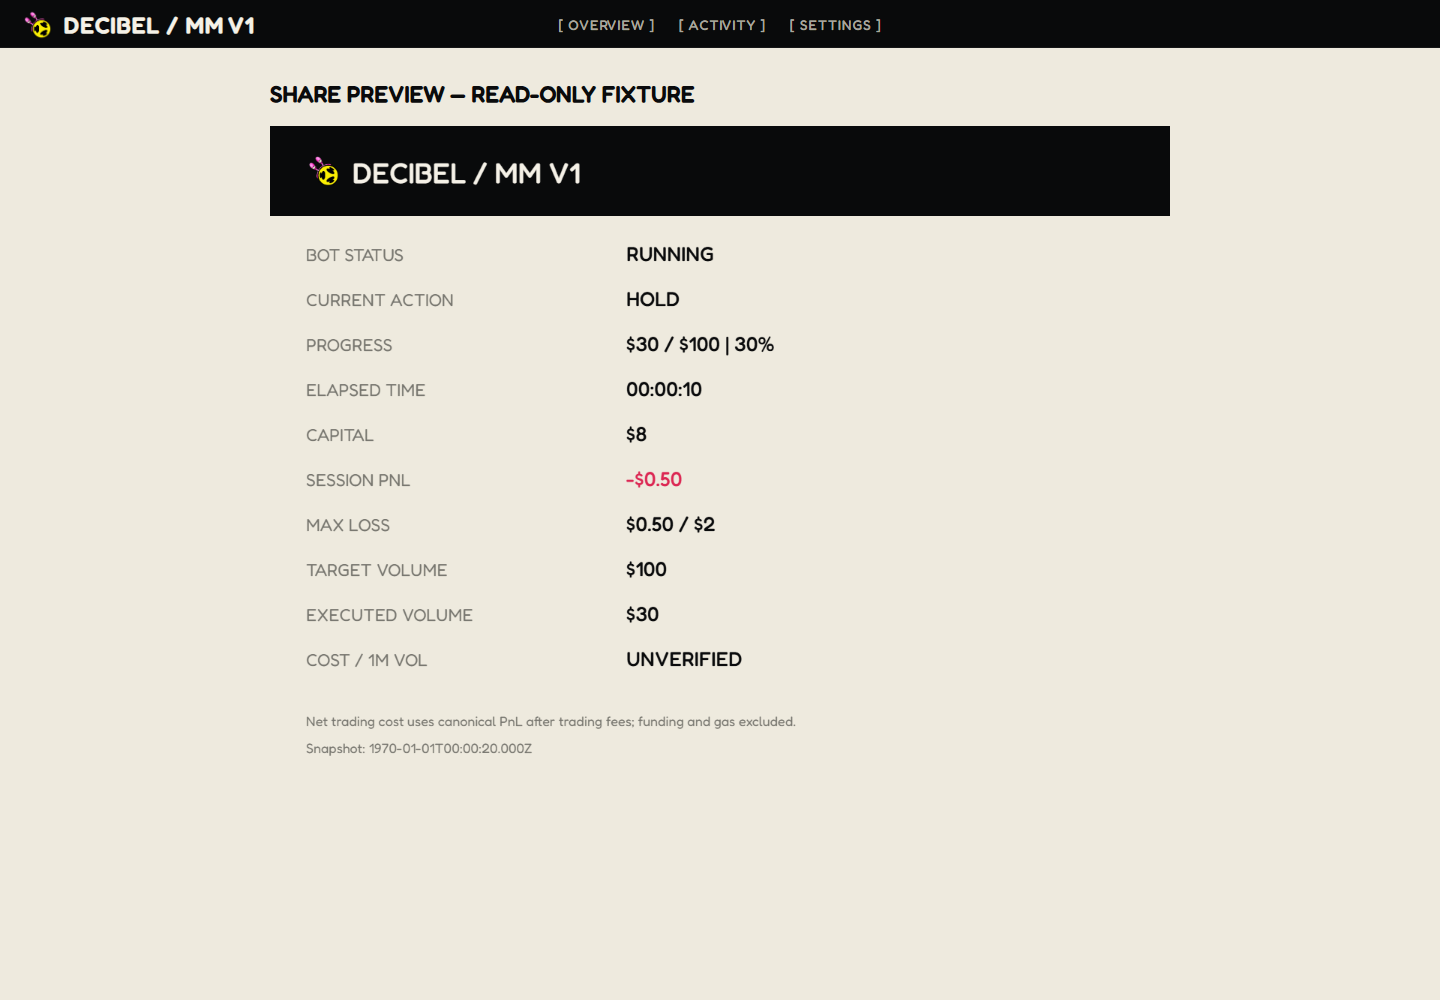 DECIBEL / MM V1
[ OVERVIEW ] [ ACTIVITY ] [ SETTINGS ]
SHARE PREVIEW — READ-ONLY FIXTURE
DECIBEL / MM V1
BOT STATUS RUNNING
CURRENT ACTION HOLD
PROGRESS $30 / $100 | 30%
ELAPSED TIME 00:00:10
CAPITAL $8
SESSION PNL -$0.50
MAX LOSS $0.50 / $2
TARGET VOLUME $100
EXECUTED VOLUME $30
COST / 1M VOL UNVERIFIED
Net trading cost uses canonical PnL after trading fees; funding and gas excluded.
Snapshot: 1970-01-01T00:00:20.000Z